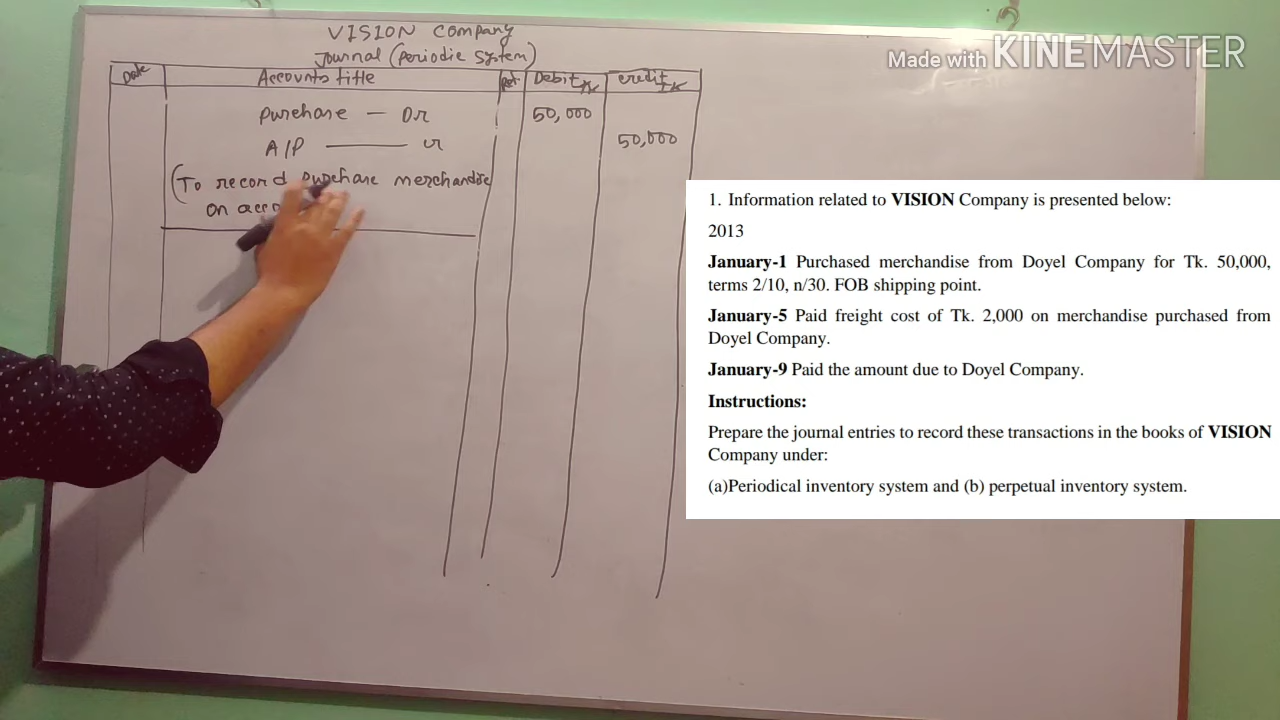 VISION Company
Journal (Periodic System)
Date Accounts title Ref. Debit Tk Credit Tk
purchase — Dr 50,000
A/P — cr 50,000
(To record purchase merchandise
on
Made with KINEMASTER
1. Information related to VISION Company is presented below:
2013
January-1 Purchased merchandise from Doyel Company for Tk. 50,000,
terms 2/10, n/30. FOB shipping point.
January-5 Paid freight cost of Tk. 2,000 on merchandise purchased from
Doyel Company.
January-9 Paid the amount due to Doyel Company.
Instructions:
Prepare the journal entries to record these transactions in the books of VISION
Company under:
(a)Periodical inventory system and (b) perpetual inventory system.